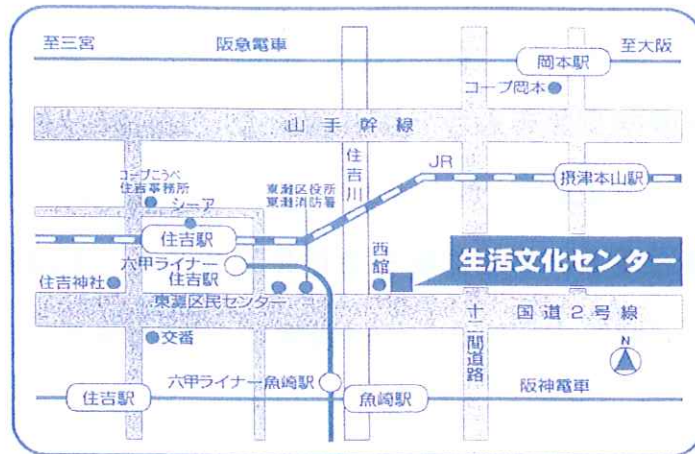 至三宮
阪急電車
至大阪
岡本駅
コープ岡本
山手幹線
住吉川
JR
摂津本山駅
コープこうべ
住吉事務所
シーア
東灘区役所
東灘消防署
住吉駅
六甲ライナー
住吉駅
西館
生活文化センター
住吉神社
東灘区民センター
十二間道路
国道2号線
交番
N
六甲ライナー魚崎駅
住吉駅
魚崎駅
阪神電車